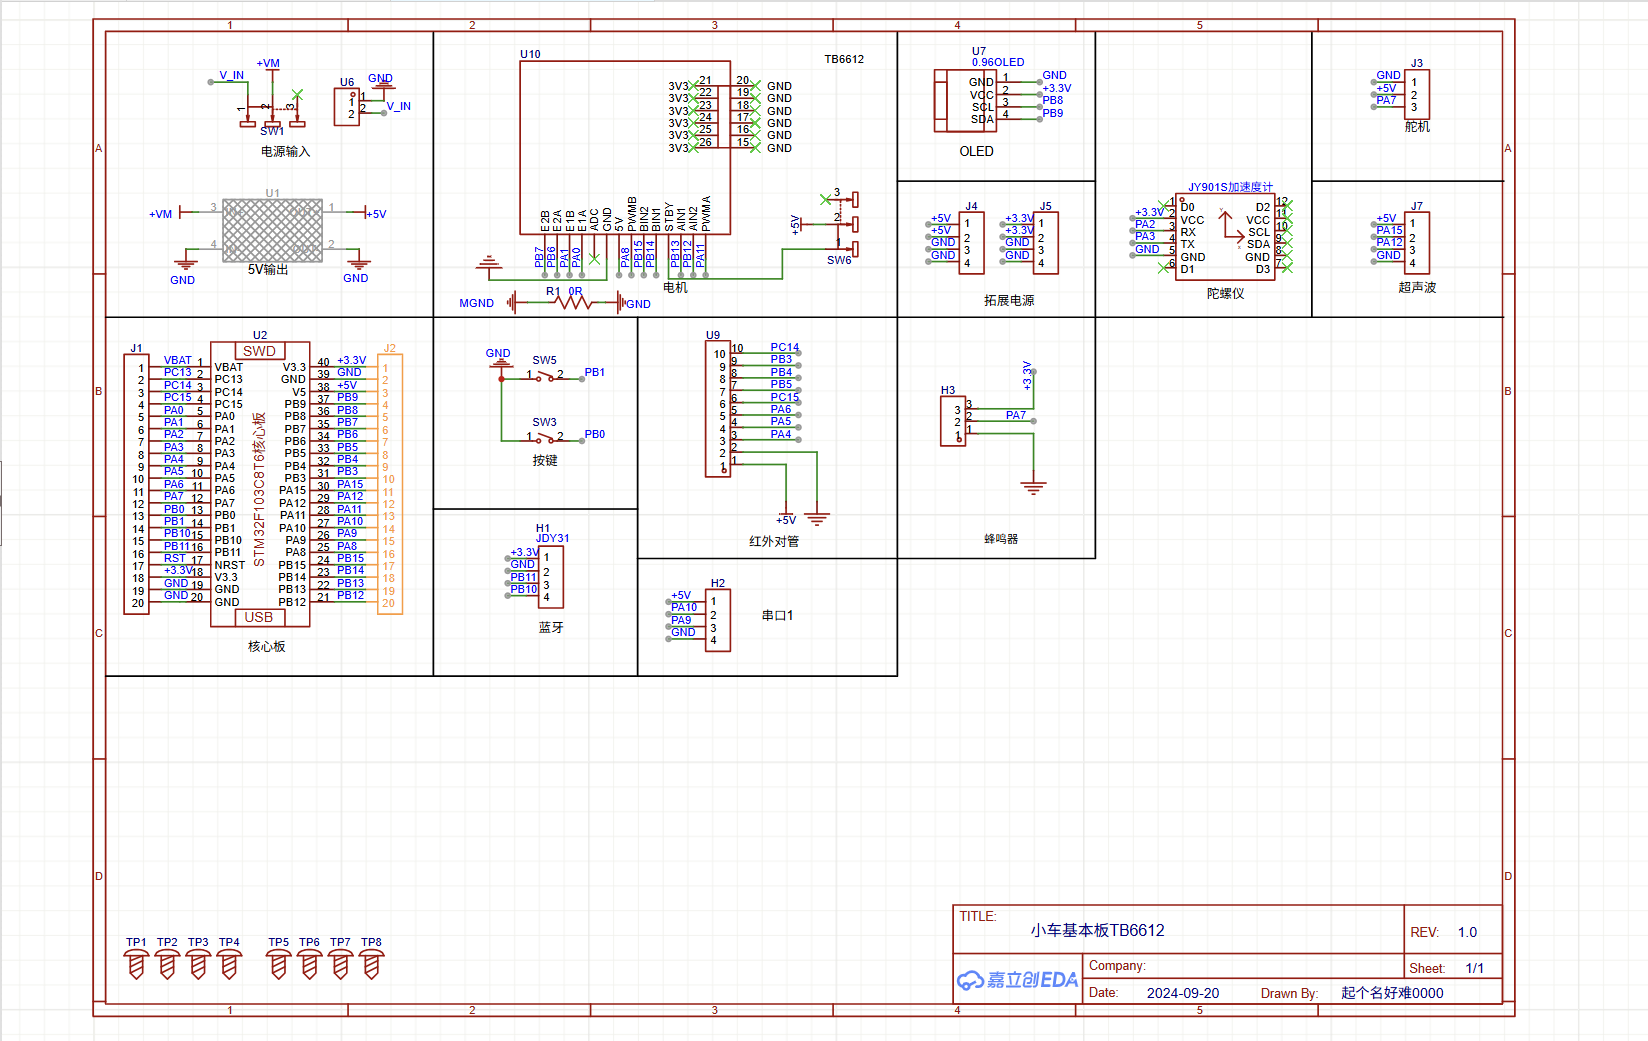 1 2 3 4 5
A
B
C
D
A
B
C
D
V_IN
+VM
1 2 3
SW1
电源输入
U6
GND
1 1
2 2
V_IN
U1
+VM 3 1 +5V
4 2
GND
5V输出
GND
U10
TB6612
3V3 21 20 GND
3V3 22 19 GND
3V3 23 18 GND
3V3 24 17 GND
3V3 25 16 GND
3V3 26 15 GND
E2B E2A E1B E1A ADC GND 5V PWMB BIN2 BIN1 STBY AIN1 AIN2 PWMA
PB7 PB6 PA1 PA0 PA8 PB15 PB14 PB13 PB12 PA11
电机
+5V
3
2
1
SW6
MGND R1 0R GND
U7
0.96OLED
GND 1 GND
VCC 2 +3.3V
SCL 3 PB8
SDA 4 PB9
OLED
J4
+5V 1
+5V 2
GND 3
GND 4
J5
+3.3V 1
+3.3V 2
GND 3
GND 4
拓展电源
JY901S加速度计
1 D0 D2 12
+3.3V 2 VCC VCC 11
PA2 3 RX SCL 10
PA3 4 TX SDA 9
GND 5 GND GND 8
6 D1 D3 7
陀螺仪
J3
GND 1
+5V 2
PA7 3
舵机
J7
+5V 1
PA15 2
PA12 3
GND 4
超声波
J1
U2
J2
SWD
1 VBAT 1 VBAT V3.3 40 +3.3V 1
2 PC13 2 PC13 GND 39 GND 2
3 PC14 3 PC14 V5 38 +5V 3
4 PC15 4 PC15 PB9 37 PB9 4
5 PA0 5 PA0 PB8 36 PB8 5
6 PA1 6 PA1 PB7 35 PB7 6
7 PA2 7 PA2 PB6 34 PB6 7
8 PA3 8 PA3 PB5 33 PB5 8
9 PA4 9 PA4 PB4 32 PB4 9
10 PA5 10 PA5 PB3 31 PB3 10
11 PA6 11 PA6 PA15 30 PA15 11
12 PA7 12 PA7 PA12 29 PA12 12
13 PB0 13 PB0 PA11 28 PA11 13
14 PB1 14 PB1 PA10 27 PA10 14
15 PB10 15 PB10 PA9 26 PA9 15
16 PB11 16 PB11 PA8 25 PA8 16
17 RST 17 NRST PB15 24 PB15 17
18 +3.3V 18 V3.3 PB14 23 PB14 18
19 GND 19 GND PB13 22 PB13 19
20 GND 20 GND PB12 21 PB12 20
STM32F103C8T6核心板
USB
核心板
GND
SW5
1 2 PB1
SW3
1 2 PB0
按键
H1
JDY31
+3.3V 1
GND 2
PB11 3
PB10 4
蓝牙
U9
10 10 PC14
9 9 PB3
8 8 PB4
7 7 PB5
6 6 PC15
5 5 PA6
4 4 PA5
3 3 PA4
2 2
1 1
+5V
红外对管
H2
+5V 1
PA10 2
PA9 3
GND 4
串口1
H3
+3.3V
3 3
2 2 PA7
1 1
蜂鸣器
TP1 TP2 TP3 TP4 TP5 TP6 TP7 TP8
TITLE:
小车基本板TB6612
REV: 1.0
嘉立创EDA
Company:
Sheet: 1/1
Date: 2024-09-20 Drawn By: 起个名好难0000
1 2 3 4 5